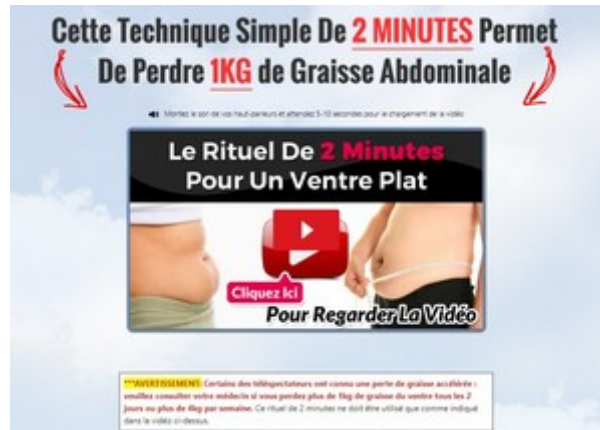 Cette Technique Simple De 2 MINUTES Permet
De Perdre 1KG de Graisse Abdominale
Montez le son de vos haut-parleurs et attendez 5-10 secondes pour le chargement de la vidéo
Le Rituel De 2 Minutes
Pour Un Ventre Plat
Cliquez Ici
Pour Regarder La Vidéo
***AVERTISSEMENT: Certains des téléspectateurs ont connu une perte de graisse accélérée :
veuillez consulter votre médecin si vous perdez plus de 1kg de graisse du ventre tous les 2
jours ou plus de 4kg par semaine. Ce rituel de 2 minutes ne doit être utilisé que comme indiqué
dans la vidéo ci-dessus.